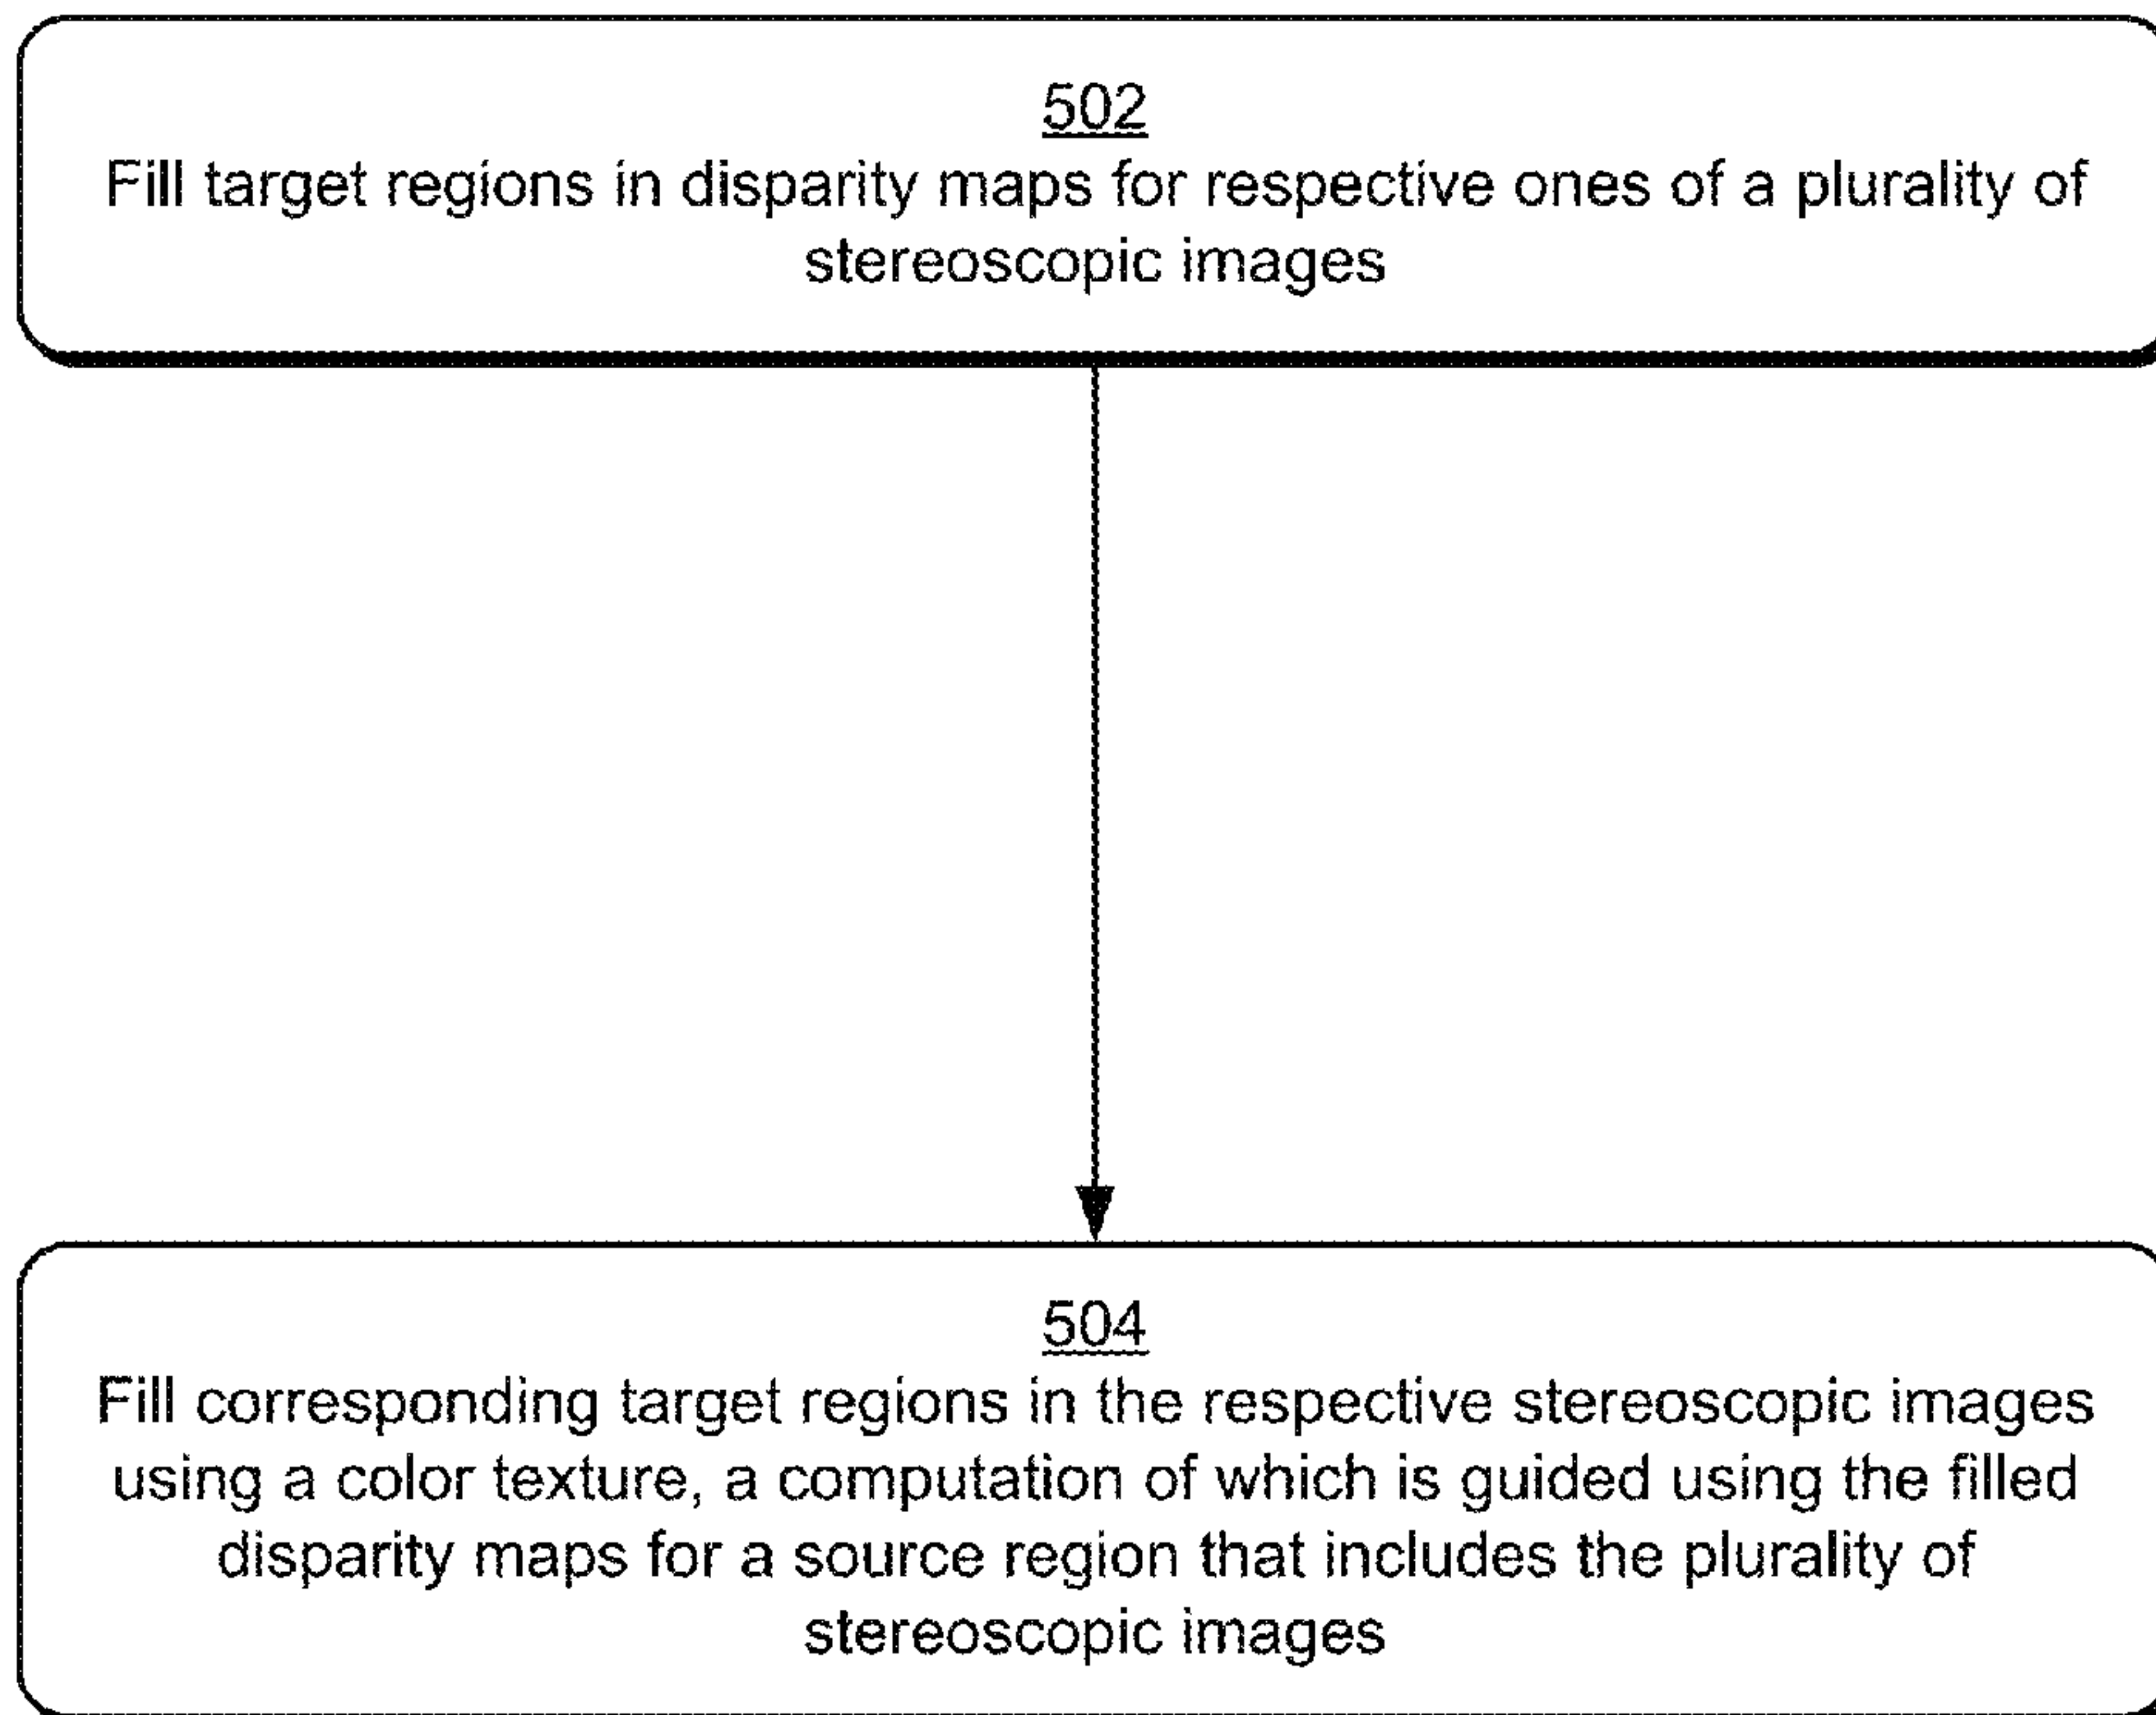 502
Fill target regions in disparity maps for respective ones of a plurality of
stereoscopic images
504
Fill corresponding target regions in the respective stereoscopic images
using a color texture, a computation of which is guided using the filled
disparity maps for a source region that includes the plurality of
stereoscopic images